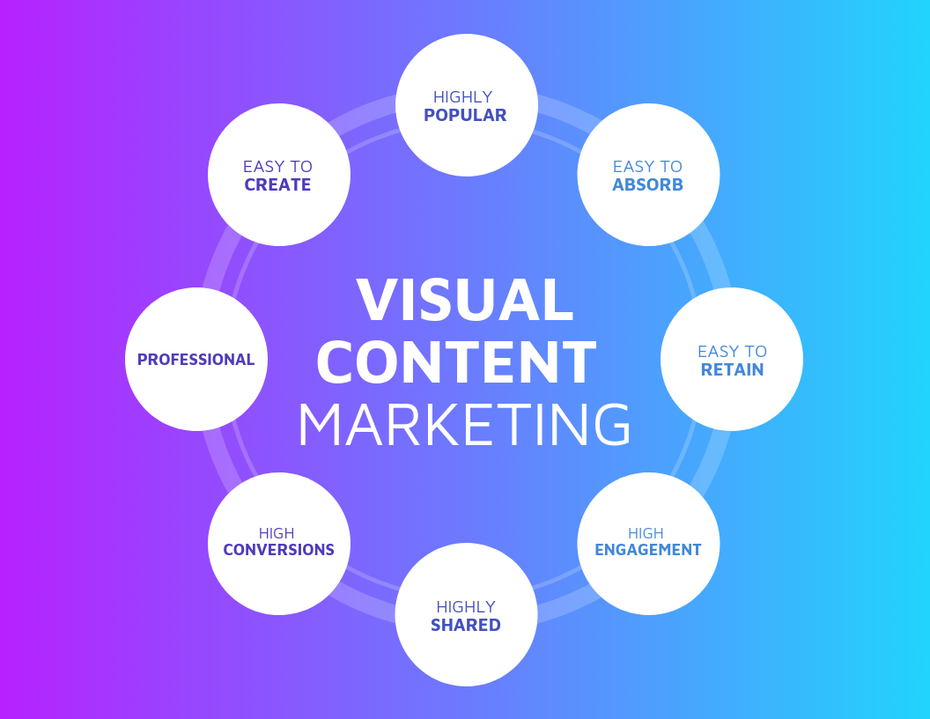 HIGHLY
POPULAR
EASY TO
CREATE
EASY TO
ABSORB
VISUAL
CONTENT
MARKETING
PROFESSIONAL
EASY TO
RETAIN
HIGH
CONVERSIONS
HIGH
ENGAGEMENT
HIGHLY
SHARED